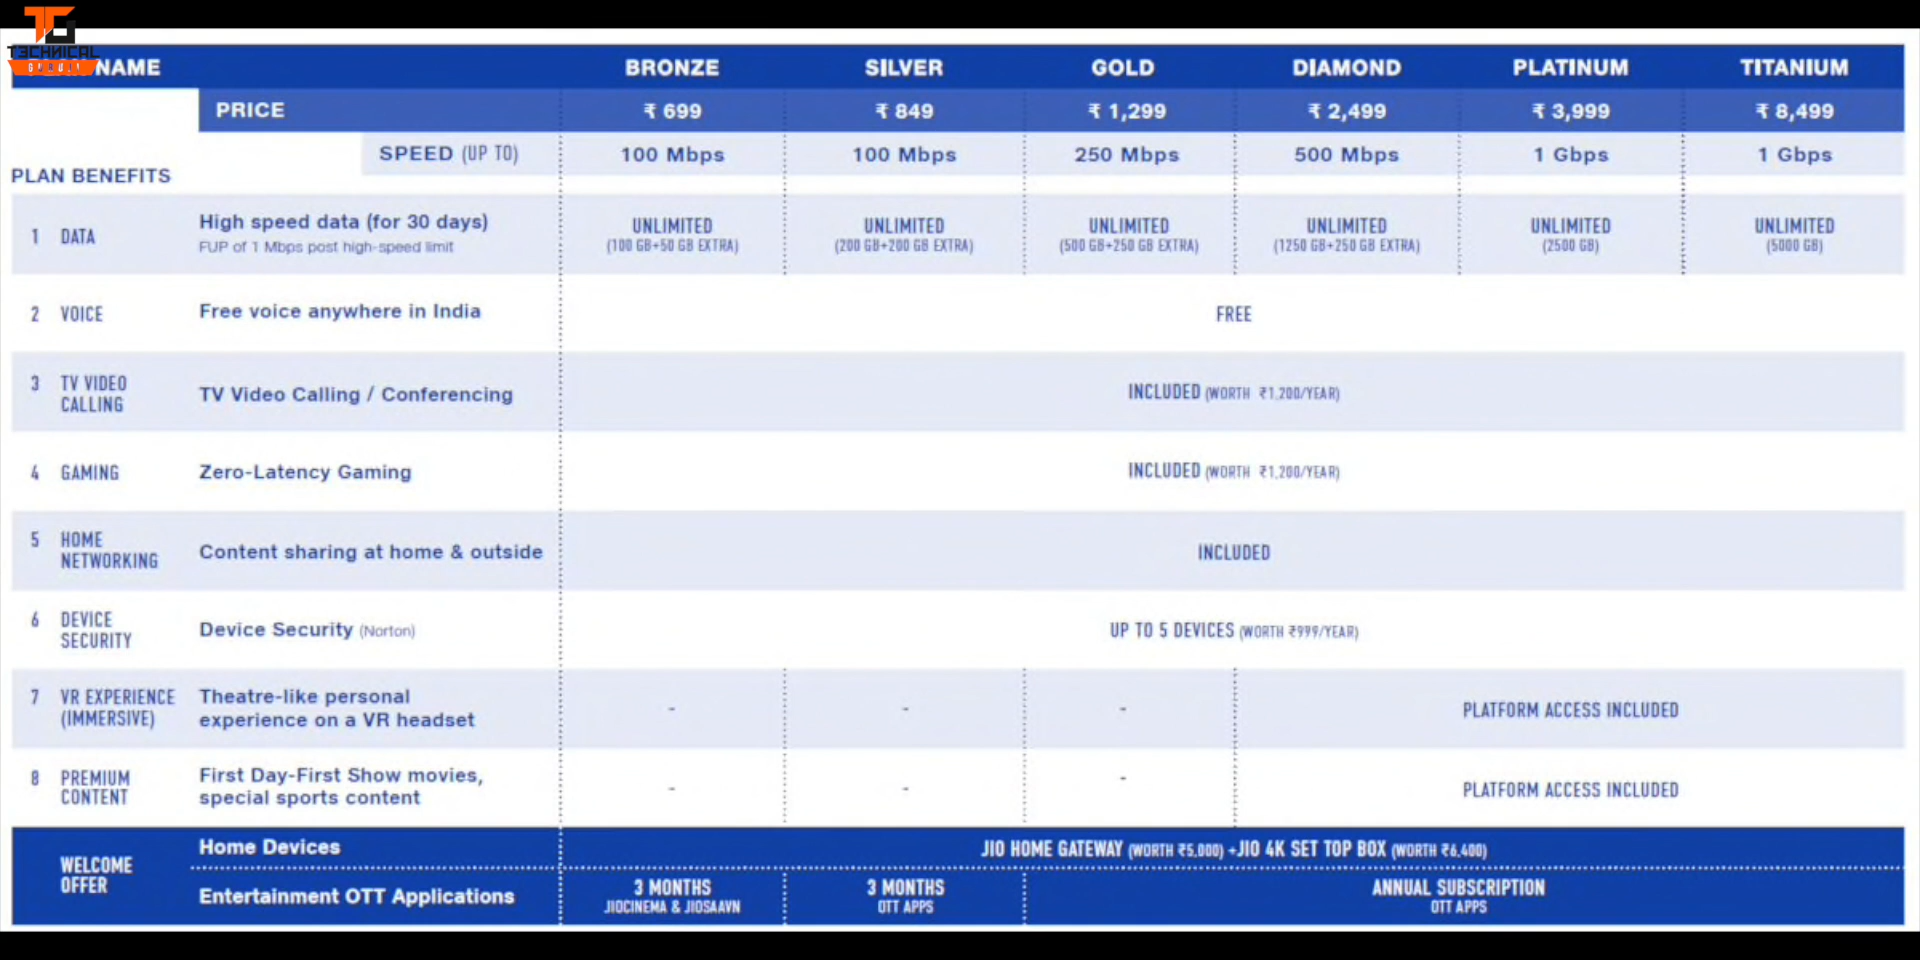 TG
TECHNICAL
NAME BRONZE SILVER GOLD DIAMOND PLATINUM TITANIUM
PRICE ₹ 699 ₹ 849 ₹ 1,299 ₹ 2,499 ₹ 3,999 ₹ 8,499
SPEED (UP TO) 100 Mbps 100 Mbps 250 Mbps 500 Mbps 1 Gbps 1 Gbps
PLAN BENEFITS
1 DATA High speed data (for 30 days) UNLIMITED UNLIMITED UNLIMITED UNLIMITED UNLIMITED UNLIMITED
FUP of 1 Mbps post high-speed limit (100 GB+50 GB EXTRA) (200 GB+200 GB EXTRA) (500 GB+250 GB EXTRA) (1250 GB+250 GB EXTRA) (2500 GB) (5000 GB)
2 VOICE Free voice anywhere in India FREE
3 TV VIDEO
CALLING TV Video Calling / Conferencing INCLUDED (WORTH ₹1,200/YEAR)
4 GAMING Zero-Latency Gaming INCLUDED (WORTH ₹1,200/YEAR)
5 HOME
NETWORKING Content sharing at home & outside INCLUDED
6 DEVICE
SECURITY Device Security (Norton) UP TO 5 DEVICES (WORTH ₹999/YEAR)
7 VR EXPERIENCE Theatre-like personal
(IMMERSIVE) experience on a VR headset - - - PLATFORM ACCESS INCLUDED
8 PREMIUM First Day-First Show movies,
CONTENT special sports content - - - PLATFORM ACCESS INCLUDED
WELCOME
OFFER
Home Devices JIO HOME GATEWAY (WORTH ₹5,000) +JIO 4K SET TOP BOX (WORTH ₹6,400)
Entertainment OTT Applications 3 MONTHS 3 MONTHS ANNUAL SUBSCRIPTION
JIOCINEMA & JIOSAAVN OTT APPS OTT APPS